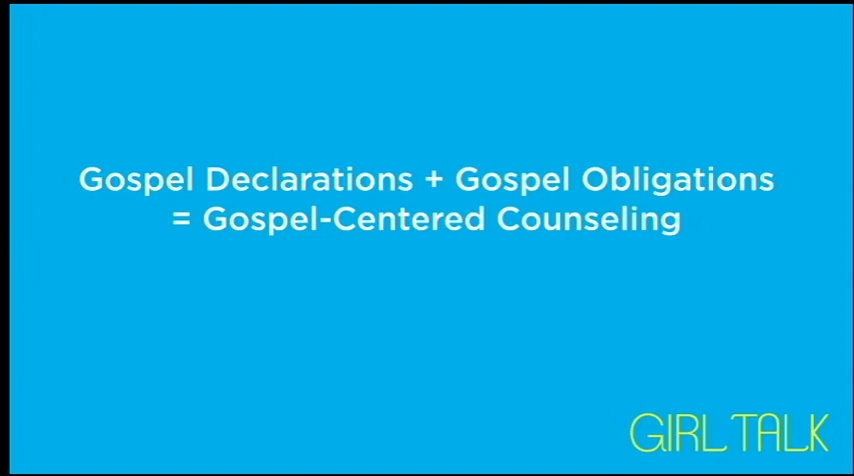 Gospel Declarations + Gospel Obligations
= Gospel-Centered Counseling
GIRL TALK